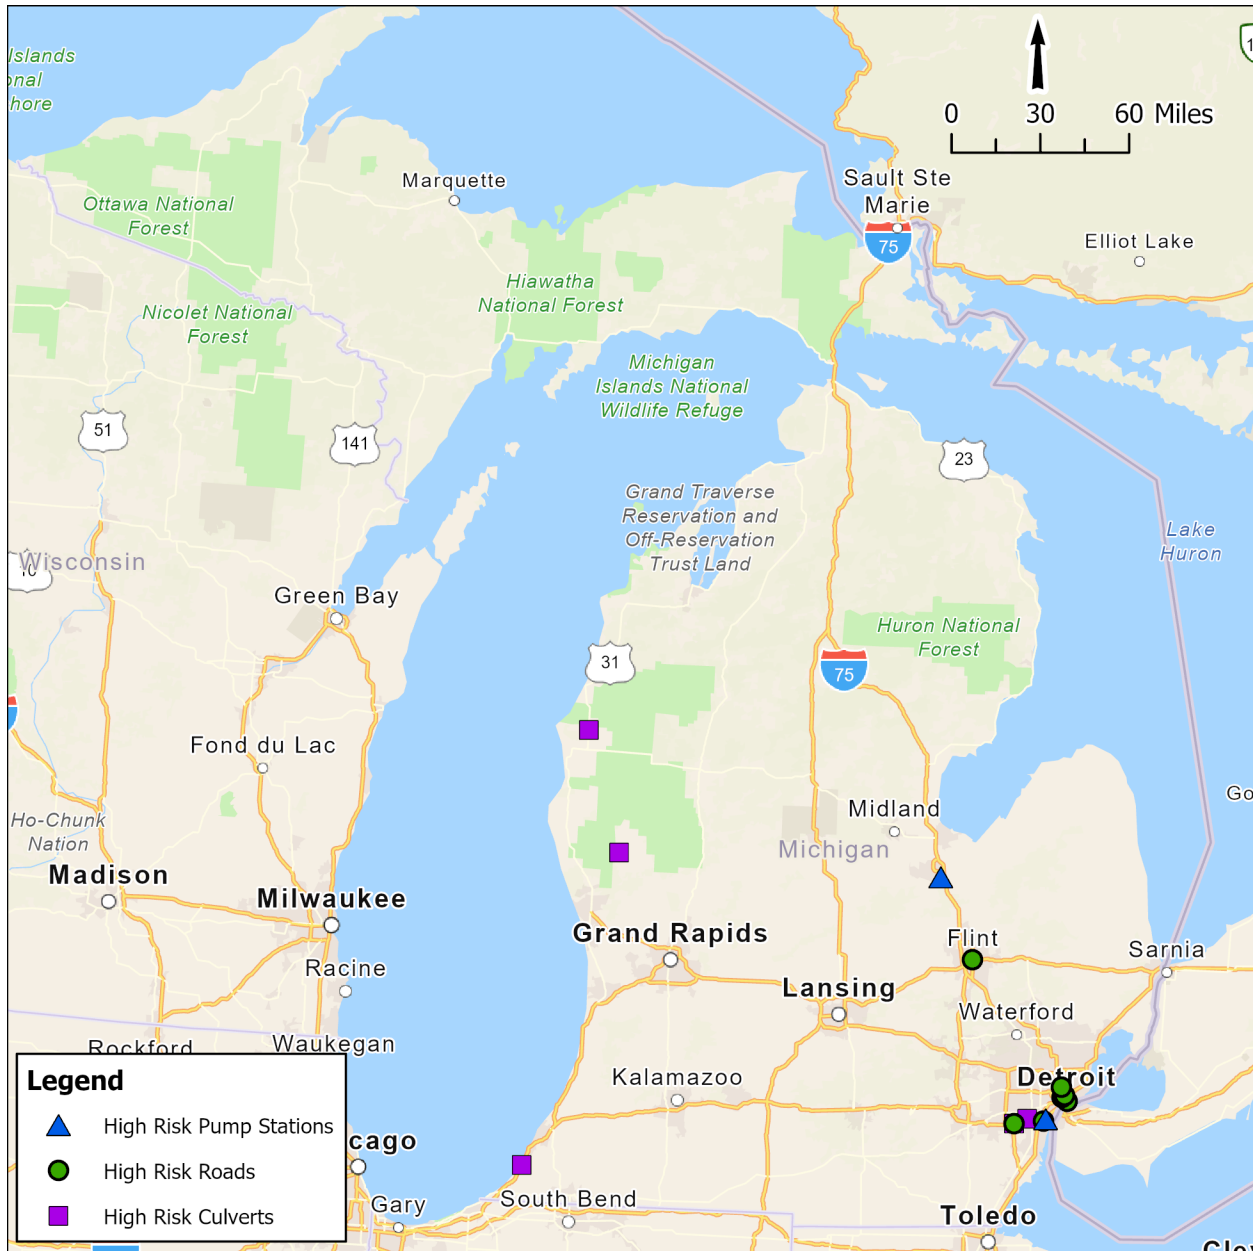 Islands
onal
hore
0 30 60 Miles
1
Sault Ste
Marie
75
Marquette
Ottawa National
Forest
Elliot Lake
Hiawatha
National Forest
Nicolet National
Forest
Michigan
Islands National
Wildlife Refuge
51
141
23
Grand Traverse
Reservation and
Off-Reservation
Trust Land
Lake
Huron
Wisconsin
Green Bay
Huron National
Forest
31
75
Fond du Lac
Go
Midland
Ho-Chunk
Nation
Michigan
Madison
Milwaukee
Grand Rapids
Flint
Sarnia
Racine
Lansing
Waterford
Rockford
Waukegan
Kalamazoo
Detroit
Legend
High Risk Pump Stations
cago
High Risk Roads
Gary
South Bend
High Risk Culverts
Toledo
Cle